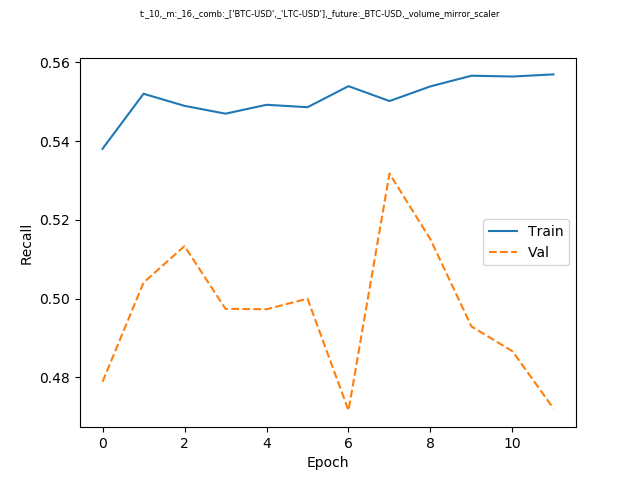 t:_10,_m:_16,_comb:_['BTC-USD',_'LTC-USD'],_future:_BTC-USD,_volume_mirror_scaler
0.56
0.54
0.52
0.50
0.48
Recall
Train
Val
0 2 4 6 8 10
Epoch